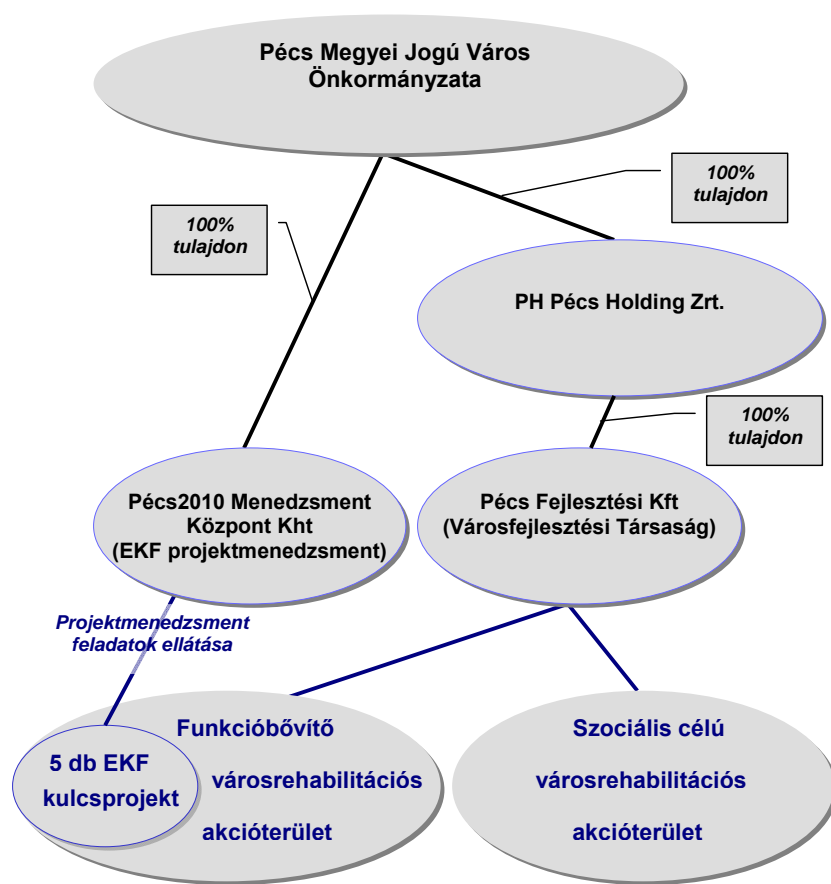 Pécs Megyei Jogú Város
Önkormányzata
100%
tulajdon
100%
tulajdon
PH Pécs Holding Zrt.
100%
tulajdon
Pécs2010 Menedzsment
Központ Kht
(EKF projektmenedzsment)
Pécs Fejlesztési Kft
(Városfejlesztési Társaság)
Projektmenedzsment
feladatok ellátása
5 db EKF
kulcsprojekt
Funkcióbővítő
városrehabilitációs
akcióterület
Szociális célú
városrehabilitációs
akcióterület